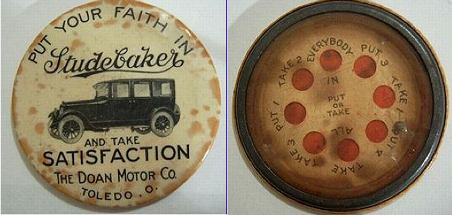 PUT YOUR FAITH IN
Studebaker
AND TAKE
SATISFACTION
THE DOAN MOTOR CO.
TOLEDO, O.
EVERYBODY IN
PUT 3
TAKE 1
PUT 4
TAKE ALL
TAKE 3
PUT 1
TAKE 2
PUT
OR
TAKE